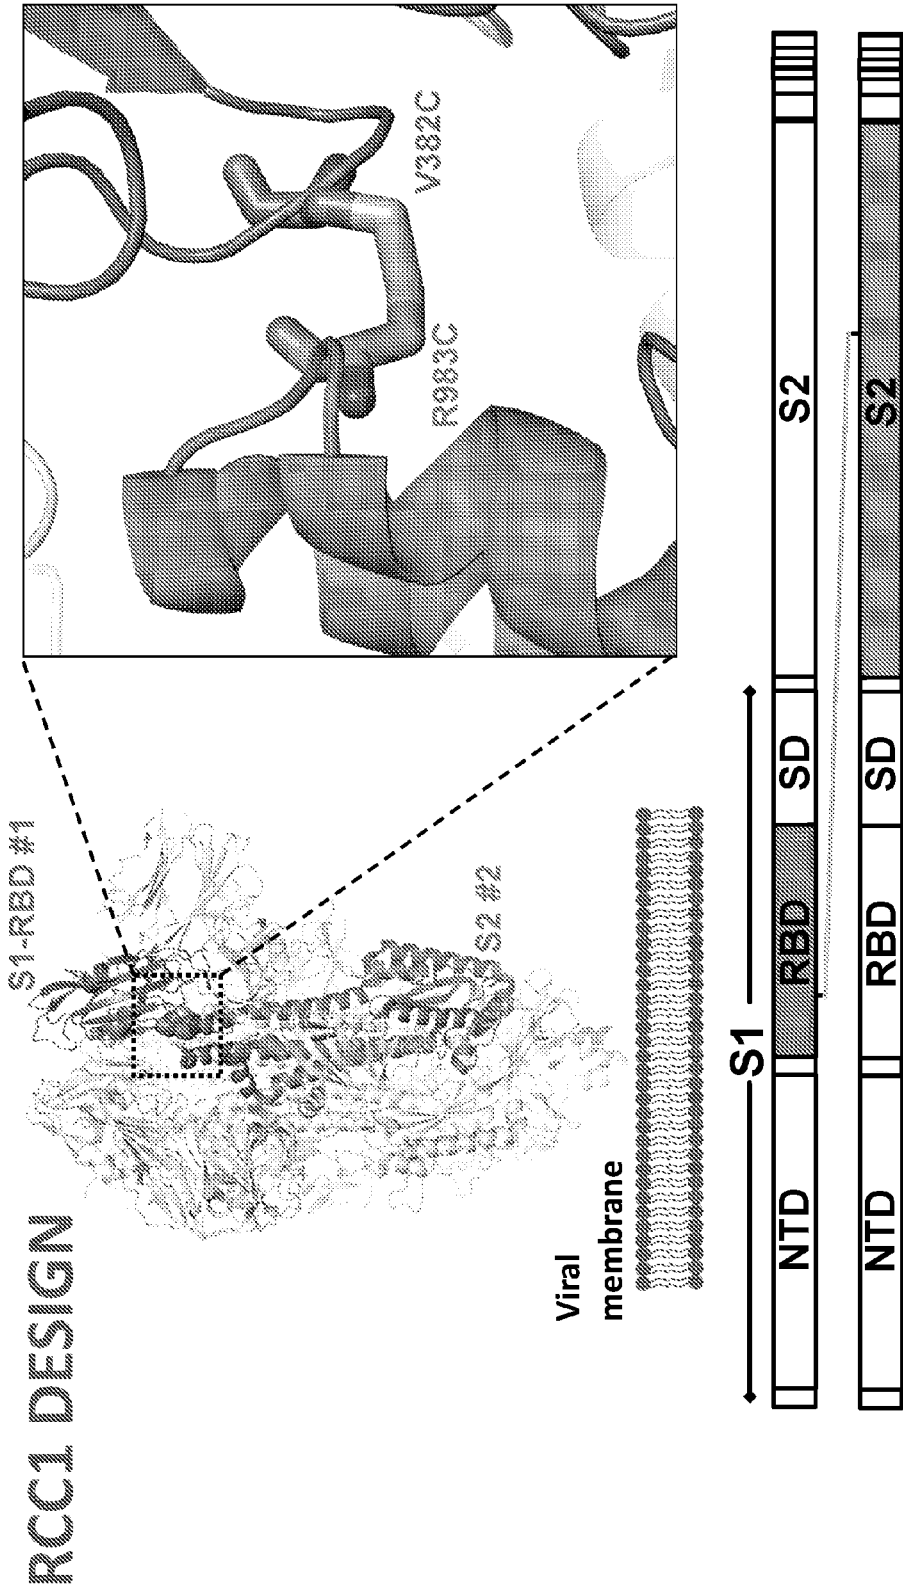 RCC1 DESIGN
S1-RBD #1
S2 #2
Viral
membrane
V382C
R983C
S1
NTD RBD SD S2
NTD RBD SD S2